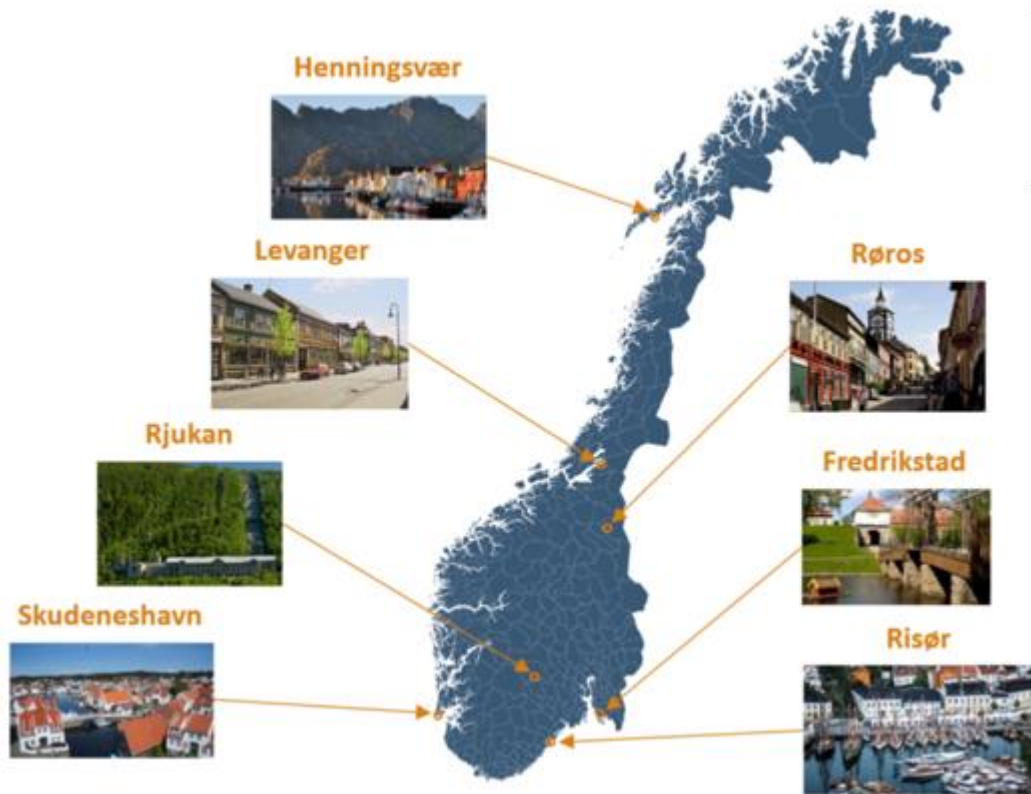 Henningsvær
Levanger
Røros
Rjukan
Fredrikstad
Skudeneshavn
Risør